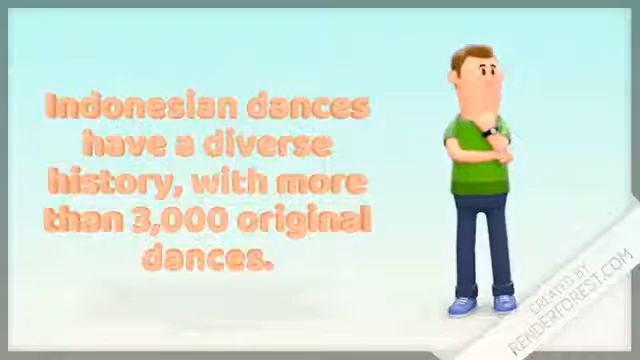 Indonesian dances
have a diverse
history, with more
than 3,000 original
dances.
CREATED BY
RENDERFOREST.COM